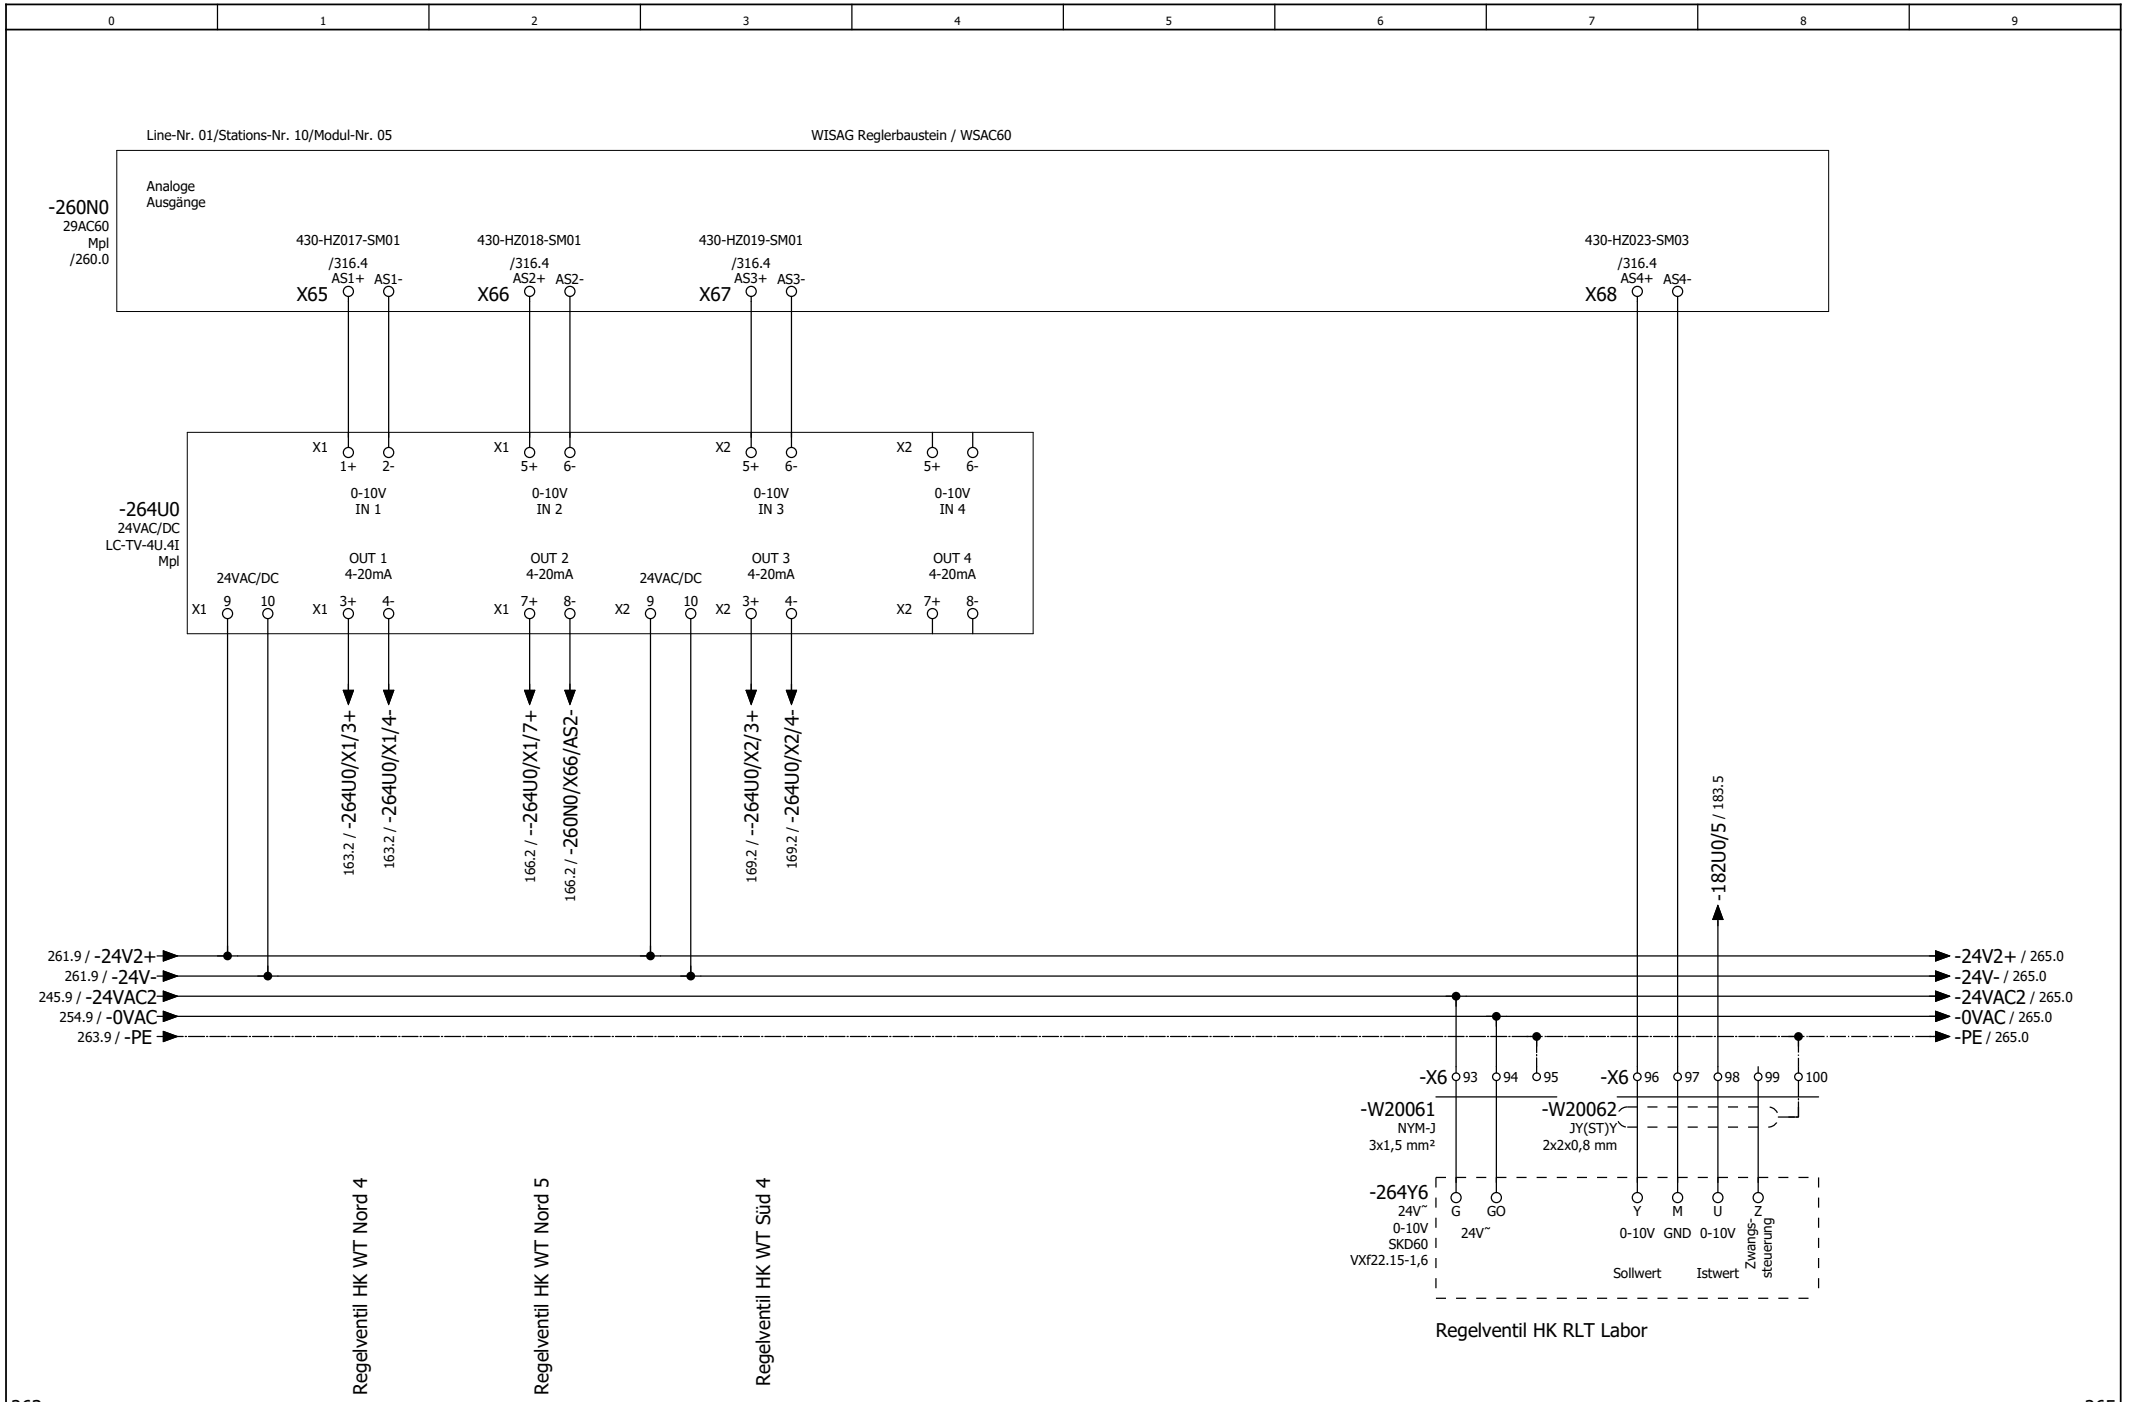 0 1 2 3 4 5 6 7 8 9
Line-Nr. 01/Stations-Nr. 10/Modul-Nr. 05
WISAG Reglerbaustein / WSAC60
Analoge
Ausgänge
-260N0
29AC60
Mpl
/260.0
430-HZ017-SM01
/316.4
AS1+ AS1-
X65
430-HZ018-SM01
/316.4
AS2+ AS2-
X66
430-HZ019-SM01
/316.4
AS3+ AS3-
X67
430-HZ023-SM03
/316.4
AS4+ AS4-
X68
-264U0
24VAC/DC
LC-TV-4U.4I
Mpl
X1
1+ 2-
0-10V
IN 1
X1
5+ 6-
0-10V
IN 2
X2
5+ 6-
0-10V
IN 3
X2
5+ 6-
0-10V
IN 4
24VAC/DC
X1 9 10
OUT 1
4-20mA
X1 3+ 4-
OUT 2
4-20mA
X1 7+ 8-
24VAC/DC
X2 9 10
OUT 3
4-20mA
X2 3+ 4-
OUT 4
4-20mA
X2 7+ 8-
163.2 / -264U0/X1/3+
163.2 / -264U0/X1/4-
166.2 / --264U0/X1/7+
166.2 / -260N0/X66/AS2-
169.2 / --264U0/X2/3+
169.2 / -264U0/X2/4-
-182U0/5 / 183.5
261.9 / -24V2+
261.9 / -24V-
245.9 / -24VAC2
254.9 / -0VAC
263.9 / -PE
-24V2+ / 265.0
-24V- / 265.0
-24VAC2 / 265.0
-0VAC / 265.0
-PE / 265.0
-X6 93 94 95
-X6 96 97 98 99 100
-W20061
NYM-J
3x1,5 mm²
-W20062
JY(ST)Y
2x2x0,8 mm
-264Y6
24V~
0-10V
SKD60
VXf22.15-1,6
G GO
24V~
Y M U Z
0-10V GND 0-10V
Zwangs-
steuerung
Sollwert Istwert
Regelventil HK WT Nord 4
Regelventil HK WT Nord 5
Regelventil HK WT Süd 4
Regelventil HK RLT Labor